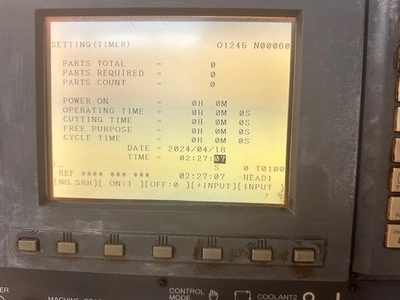 SETTING(TIMER) O1245 N00060
PARTS TOTAL = 0
PARTS REQUIRED = 0
PARTS COUNT = 0
POWER ON = 0H 0M
OPERATING TIME = 0H 0M 0S
CUTTING TIME = 0H 0M 0S
FREE PURPOSE = 0H 0M 0S
CYCLE TIME = 0H 0M 0S
DATE = 2024/04/18
TIME = 02:27:07
S 0 T0100
REF **** *** *** 02:27:07 HEAD1
[NO.SRH][ ON:1 ][OFF:0 ][+INPUT][INPUT ]
CONTROL
MODE
COOLANT2